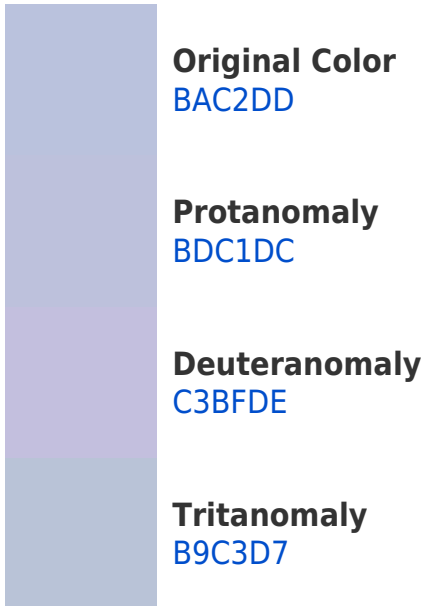 Original Color
BAC2DD
Protanomaly
BDC1DC
Deuteranomaly
C3BFDE
Tritanomaly
B9C3D7